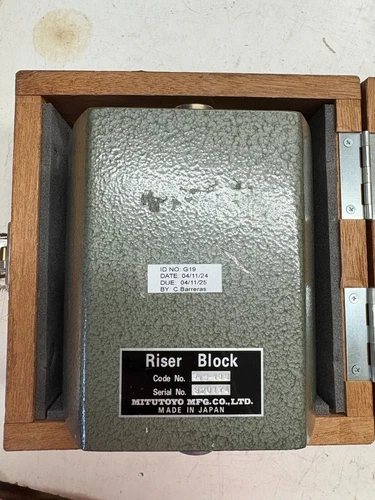 ID NO: G19
DATE: 04/11/24
DUE: 04/11/25
BY: C.Barreras
Riser Block
Code No.
Serial No.
MITUTOYO MFG.CO.,LTD.
MADE IN JAPAN